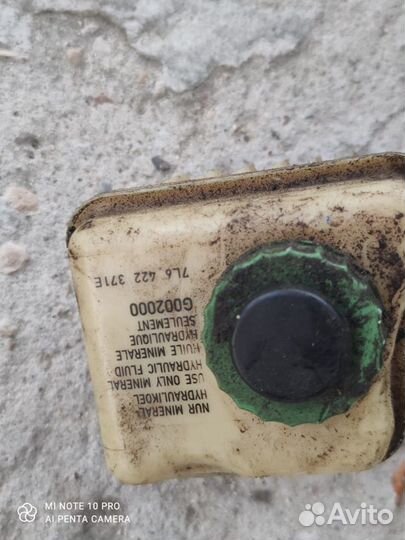 NUR MINERAL
HYDRAULIKOEL
USE ONLY MINERAL
HYDRAULIC FLUID
HUILE MINERALE
HYDRAULIQUE
SEULEMENT
G002000
7L6 422 371E
MI NOTE 10 PRO
AI PENTA CAMERA
Avito